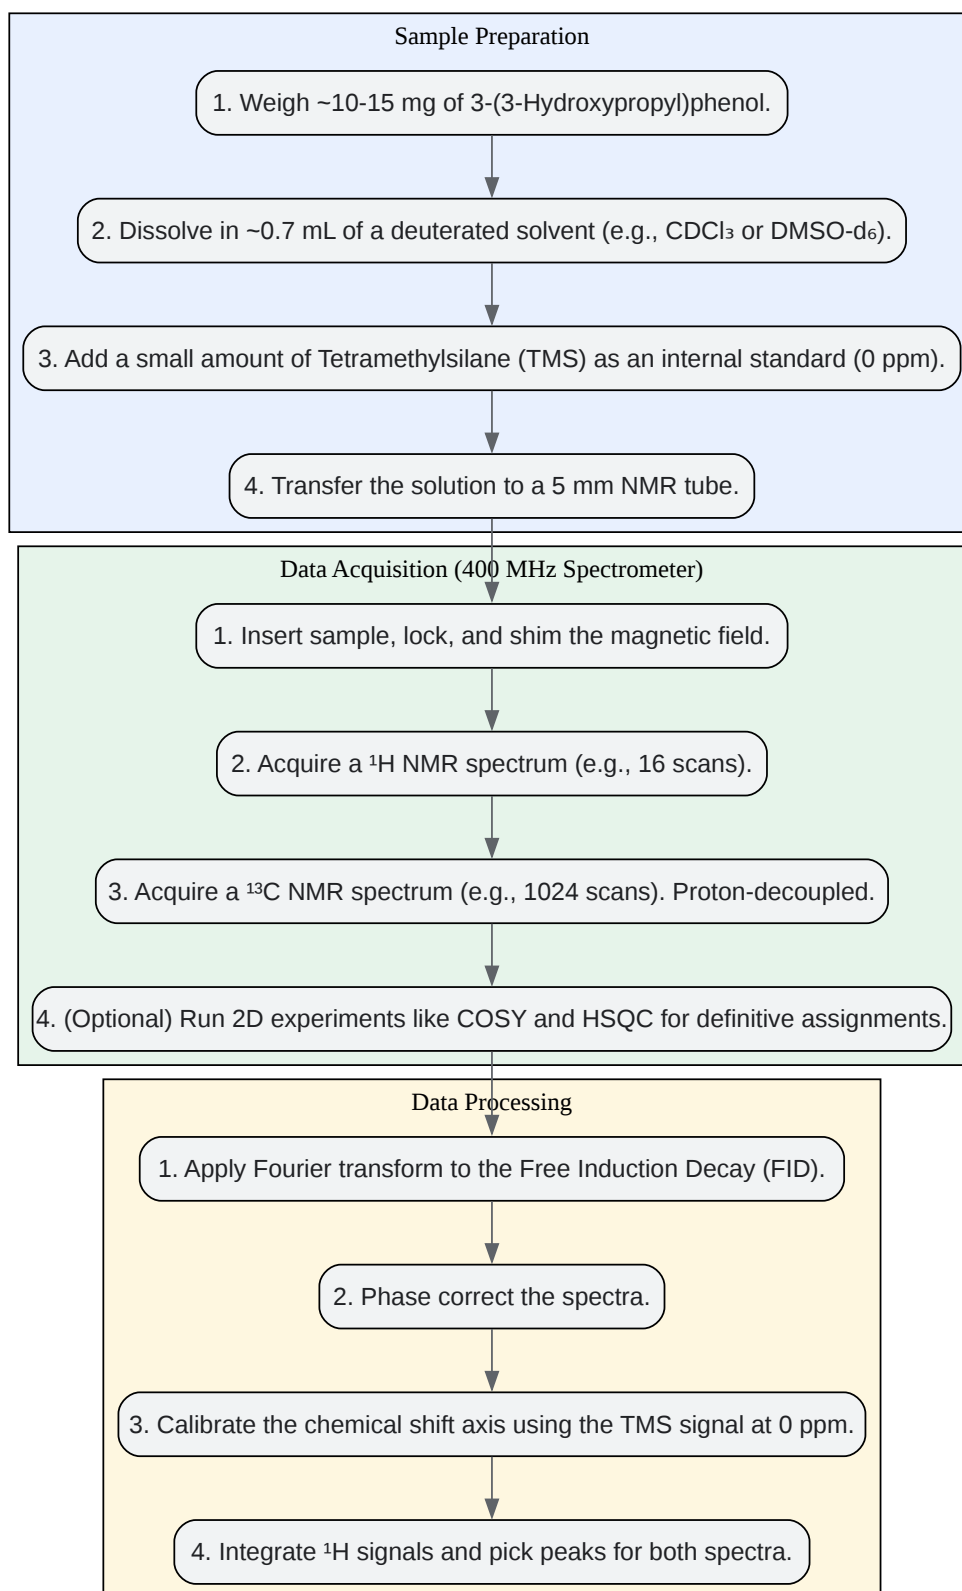 Sample Preparation
1. Weigh ~10-15 mg of 3-(3-Hydroxypropyl)phenol.
2. Dissolve in ~0.7 mL of a deuterated solvent (e.g., CDCl₃ or DMSO-d₆).
3. Add a small amount of Tetramethylsilane (TMS) as an internal standard (0 ppm).
4. Transfer the solution to a 5 mm NMR tube.
Data Acquisition (400 MHz Spectrometer)
1. Insert sample, lock, and shim the magnetic field.
2. Acquire a ¹H NMR spectrum (e.g., 16 scans).
3. Acquire a ¹³C NMR spectrum (e.g., 1024 scans). Proton-decoupled.
4. (Optional) Run 2D experiments like COSY and HSQC for definitive assignments.
Data Processing
1. Apply Fourier transform to the Free Induction Decay (FID).
2. Phase correct the spectra.
3. Calibrate the chemical shift axis using the TMS signal at 0 ppm.
4. Integrate ¹H signals and pick peaks for both spectra.